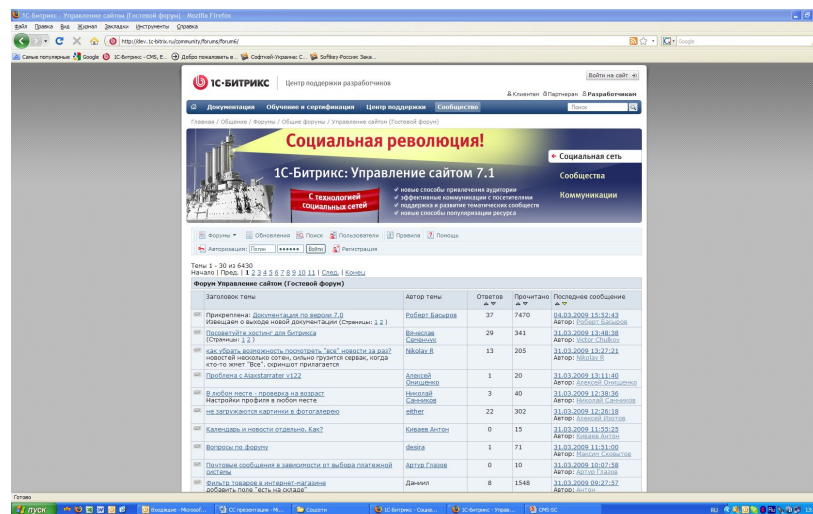 1С-Битрикс - Управление сайтом (Гостевой форум) - Mozilla Firefox
Файл Правка Вид Журнал Закладки Инструменты Справка
http://dev.1c-bitrix.ru/community/forums/forum6/
Google
Самые популярные Google 1С-Битрикс - CMS, E... Добро пожаловать в... Софткей-Украина: С... Softkey-Россия: Зака...
Войти на сайт
1С·БИТРИКС Центр поддержки разработчиков
Клиентам Партнерам Разработчикам
Документация Обучение и сертификация Центр поддержки Сообщество Поиск
Главная / Общение / Форумы / Общие форумы / Управление сайтом (Гостевой форум)
Социальная революция!
Социальная сеть
1С-Битрикс: Управление сайтом 7.1
Сообщества
С технологией социальных сетей
новые способы привлечения аудитории
эффективные коммуникации с посетителями
поддержка и развитие тематических сообществ
новые способы популяризации ресурса
Коммуникации
Форумы Обновления Поиск Пользователи Правила Помощь
Авторизация: Логин Войти Регистрация
Темы 1 - 30 из 6430
Начало | Пред. | 1 2 3 4 5 6 7 8 9 10 11 | След. | Конец
Форум Управление сайтом (Гостевой форум)
Заголовок темы Автор темы Ответов Прочитано Последнее сообщение
Прикреплена: Документация по версии 7.0 Роберт Басыров 37 7470 04.03.2009 15:52:43
Извещаем о выходе новой документации (Страницы: 1 2 ) Автор: Роберт Басыров
Посоветуйте хостинг для битрикса Вячеслав 29 341 31.03.2009 13:48:38
(Страницы: 1 2 ) Автор: Victor Chulkov
как убрать возможность посмотреть "все" новости за раз? Nikolay R 13 205 31.03.2009 13:27:21
новостей несколько сотен, сильно грузится сервак, когда Автор: Nikolay R
кто-то жмет "Все". скриншот прилагается
Проблема с Ajaxstarrater v122 Алексей 1 20 31.03.2009 13:11:40
Онищенко Автор: Алексей Онищенко
В любом месте - проверка на возраст Николай 3 40 31.03.2009 12:38:36
Настройки профиля в любом месте Санников Автор: Николай Санников
не загружаются картинки в фотогалерею either 22 302 31.03.2009 12:26:18
Автор: Алексей Изотов
Календарь и новости отдельно. Как? Киваев Антон 0 15 31.03.2009 11:55:25
Автор: Киваев Антон
Вопросы по форуму desira 1 71 31.03.2009 11:51:00
Автор: Максим Сковытов
Почтовые сообщения в зависимости от выбора платежной Артур Глазов 0 10 31.03.2009 10:07:58
системы Автор: Артур Глазов
Фильтр товаров в интернет-магазине Даниил 8 1548 31.03.2009 09:27:57
добавить поле "есть на складе" Автор: Антон
Готово
пуск Входящие - Microsof... СС презентации - Mi... Соцсети 1С-Битрикс - Социа... 1С-Битрикс - Управ... CMS-SC RU